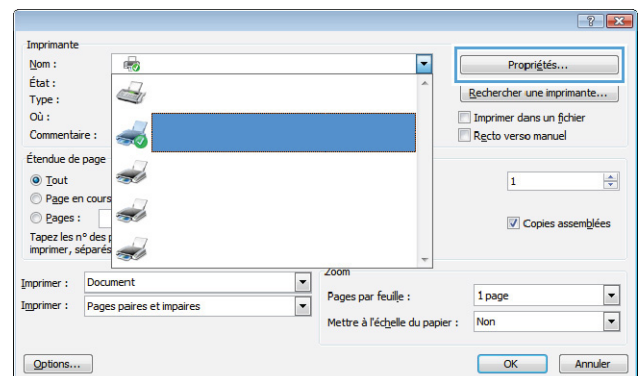 Imprimante
Nom :
Propriétés...
État :
Type :
Rechercher une imprimante...
Où :
Imprimer dans un fichier
Commentaire :
Recto verso manuel
Étendue de page
Tout
1
Page en cours
Pages :
Copies assemblées
Tapez les n° des
imprimer, séparés
Zoom
Imprimer :
Document
Pages par feuille :
1 page
Imprimer :
Pages paires et impaires
Mettre à l'échelle du papier :
Non
Options...
OK
Annuler